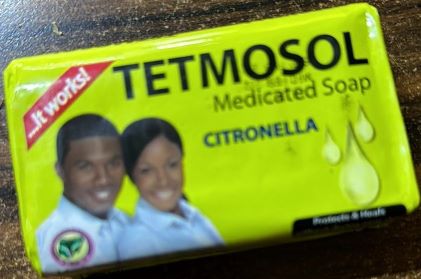 ...It works!
TETMOSOL
Medicated Soap
CITRONELLA
Protects & Heals